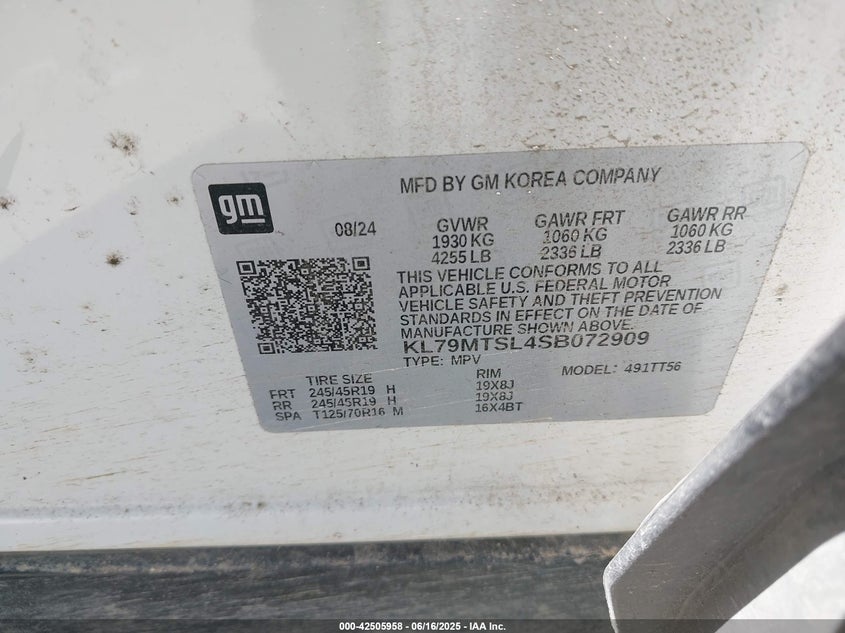 gm
MFD BY GM KOREA COMPANY
08/24
GVWR GAWR FRT GAWR RR
1930 KG 1060 KG 1060 KG
4255 LB 2336 LB 2336 LB
THIS VEHICLE CONFORMS TO ALL
APPLICABLE U.S. FEDERAL MOTOR
VEHICLE SAFETY AND THEFT PREVENTION
STANDARDS IN EFFECT ON THE DATE OF
MANUFACTURE SHOWN ABOVE.
KL79MTSL4SB072909
TYPE: MPV MODEL: 491TT56
TIRE SIZE RIM
FRT 245/45R19 H 19X8J
RR 245/45R19 H 19X8J
SPA T125/70R16 M 16X4BT
000-42505958 - 06/16/2025 - IAA Inc.